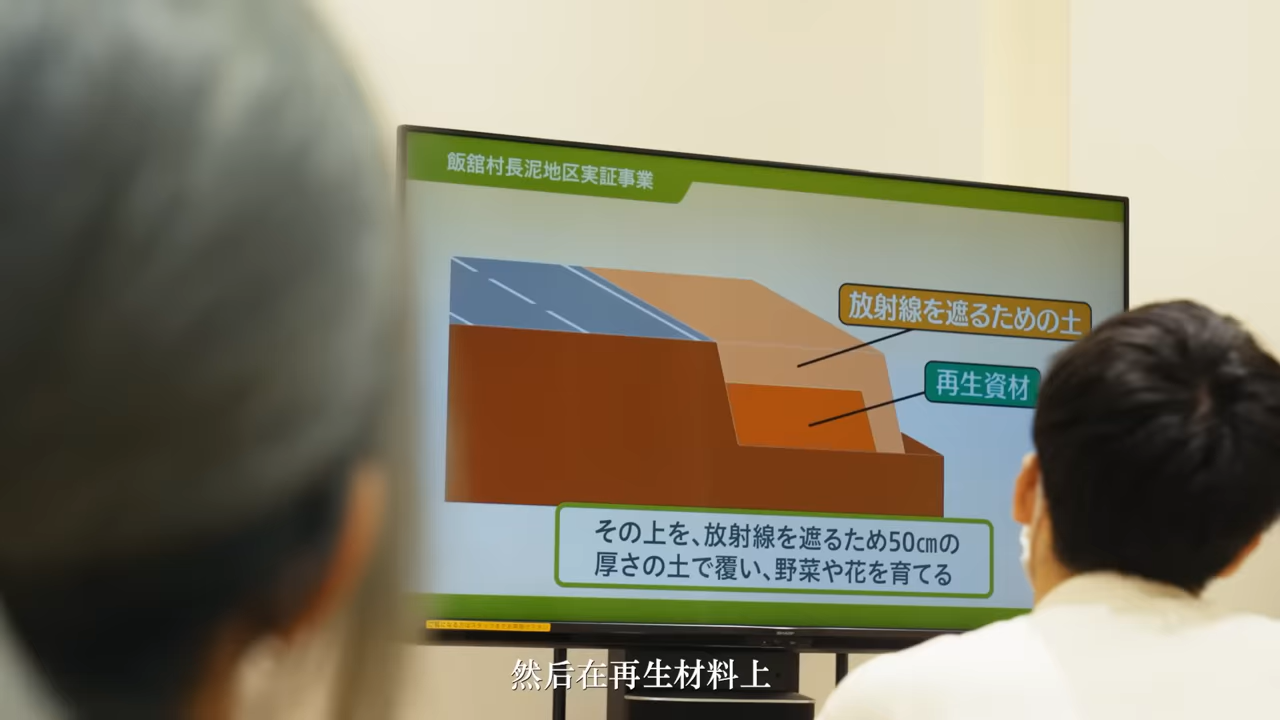 飯舘村長泥地区実証事業
放射線を遮るための土
再生資材
その上を、放射線を遮るため50cmの
厚さの土で覆い、野菜や花を育てる
然后在再生材料上